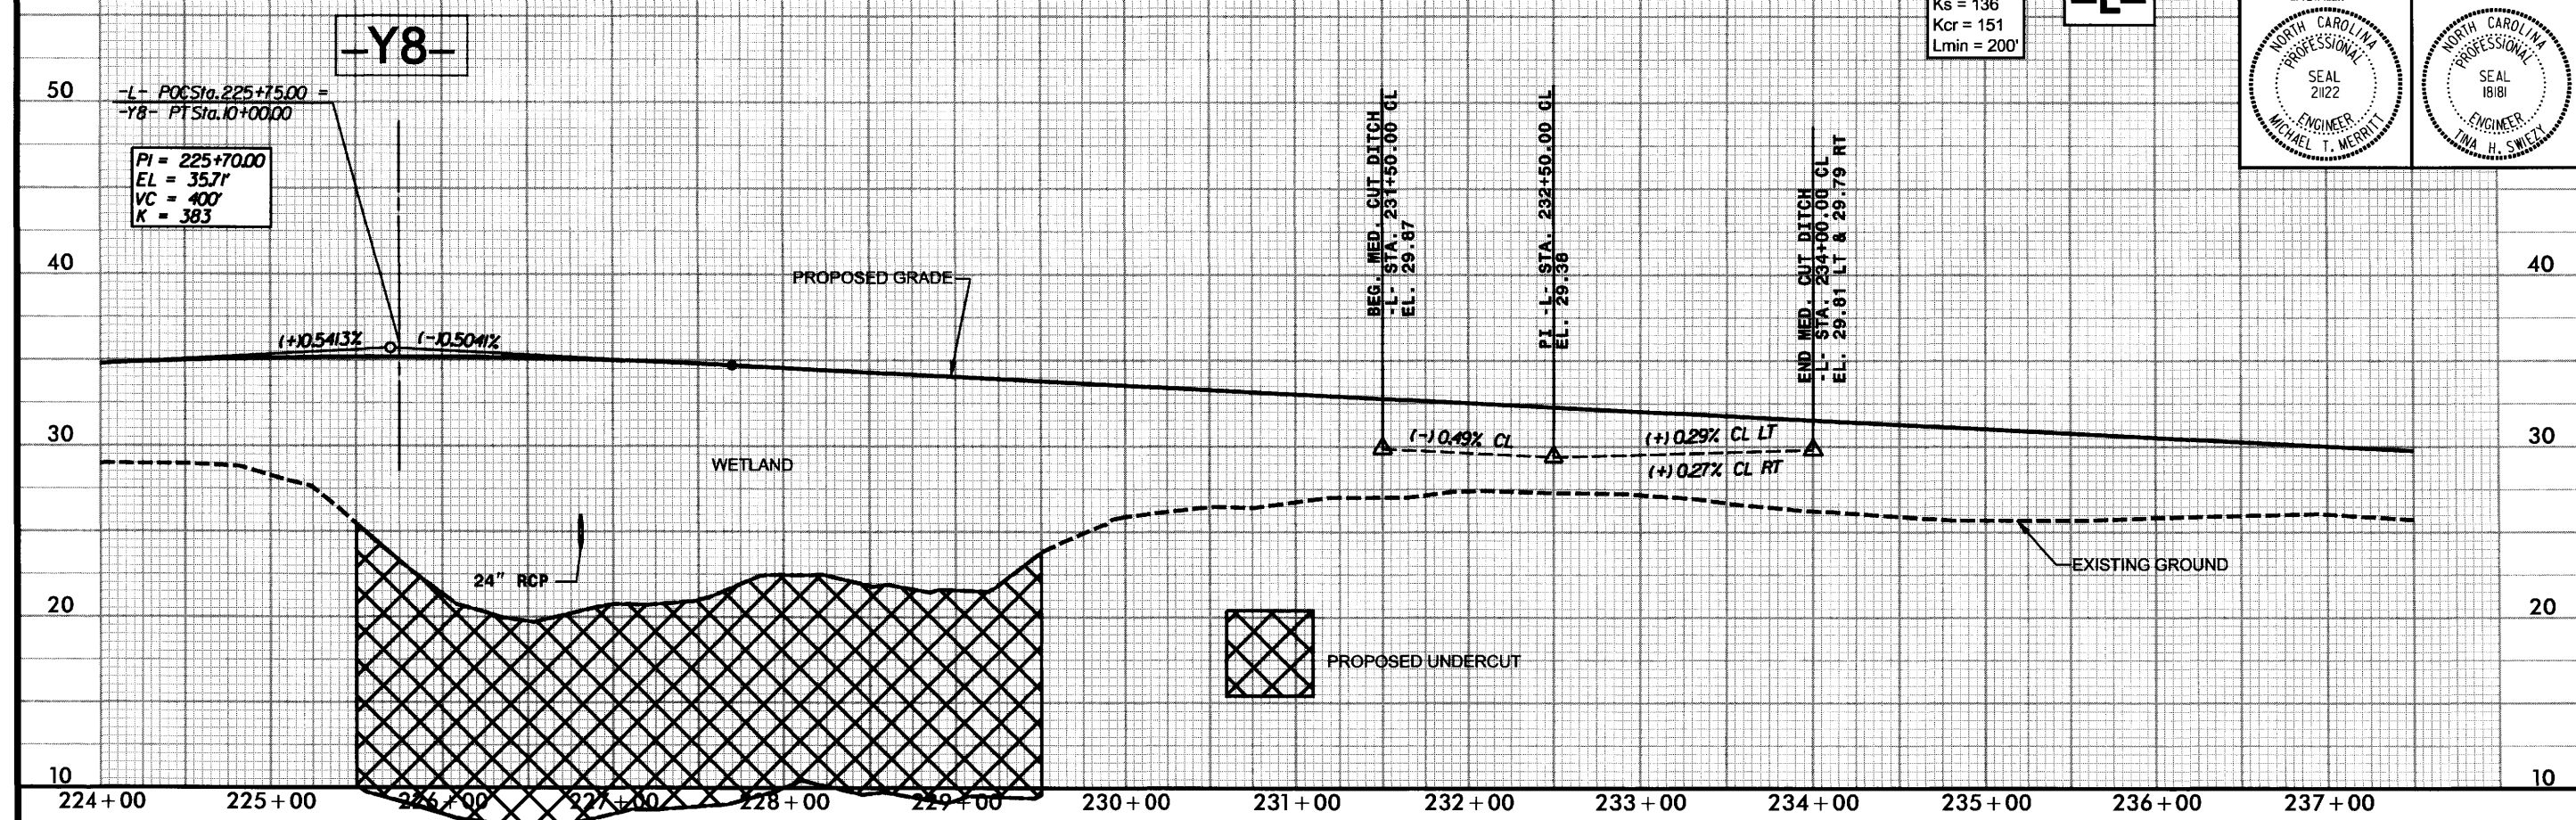 -Y8-
-L- POCSta.225+75.00 =
-Y8- PTSta.10+00.00
PI = 225+70.00
EL = 35.71'
VC = 400'
K = 383
Ks = 136
Kcr = 151
Lmin = 200'
-L-
NORTH CAROLINA
PROFESSIONAL
SEAL
21122
ENGINEER
MICHAEL T. MERRITT
NORTH CAROLINA
PROFESSIONAL
SEAL
18181
ENGINEER
TINA H. SWIEZY
50
40
30
20
10
40
30
20
10
(+)0.5413%
(-)0.5041%
PROPOSED GRADE
BEG. MED. CUT DITCH
-L- STA. 231+50.00 CL
EL. 29.87
PI -L- STA. 232+50.00 CL
EL. 29.38
END MED. CUT DITCH
-L- STA. 234+00.00 CL
EL. 29.81 LT & 29.79 RT
(-)0.49% CL
(+)0.29% CL LT
(+)0.27% CL RT
WETLAND
24" RCP
EXISTING GROUND
PROPOSED UNDERCUT
224+00
225+00
226+00
227+00
228+00
229+00
230+00
231+00
232+00
233+00
234+00
235+00
236+00
237+00